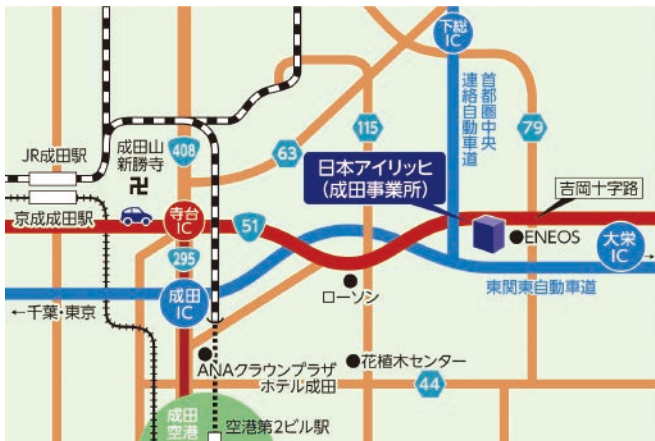 下総
IC
首都圏中央
連絡自動車道
115
79
63
408
JR成田駅
成田山
新勝寺
卍
日本アイリッヒ
(成田事業所)
吉岡十字路
京成成田駅
寺台
IC
51
ENEOS
大栄
IC
→
295
成田
IC
東関東自動車道
ローソン
←千葉・東京
ANAクラウンプラザ
ホテル成田
花植木センター
44
成田
空港
空港第2ビル駅